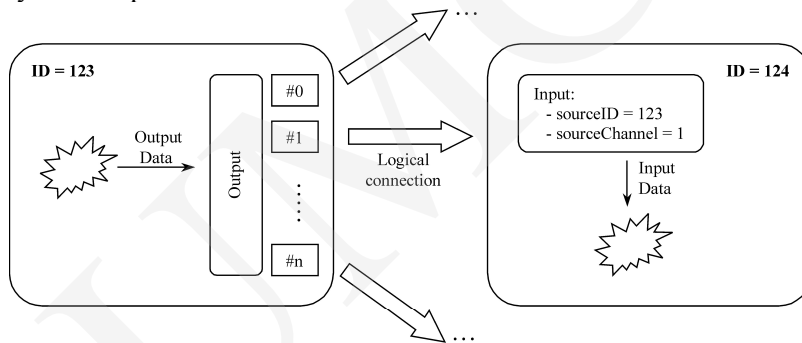 ID = 123
#0
Output
Data
Output
#1
#n
...
Logical
connection
...
ID = 124
Input:
- sourceID = 123
- sourceChannel = 1
Input
Data